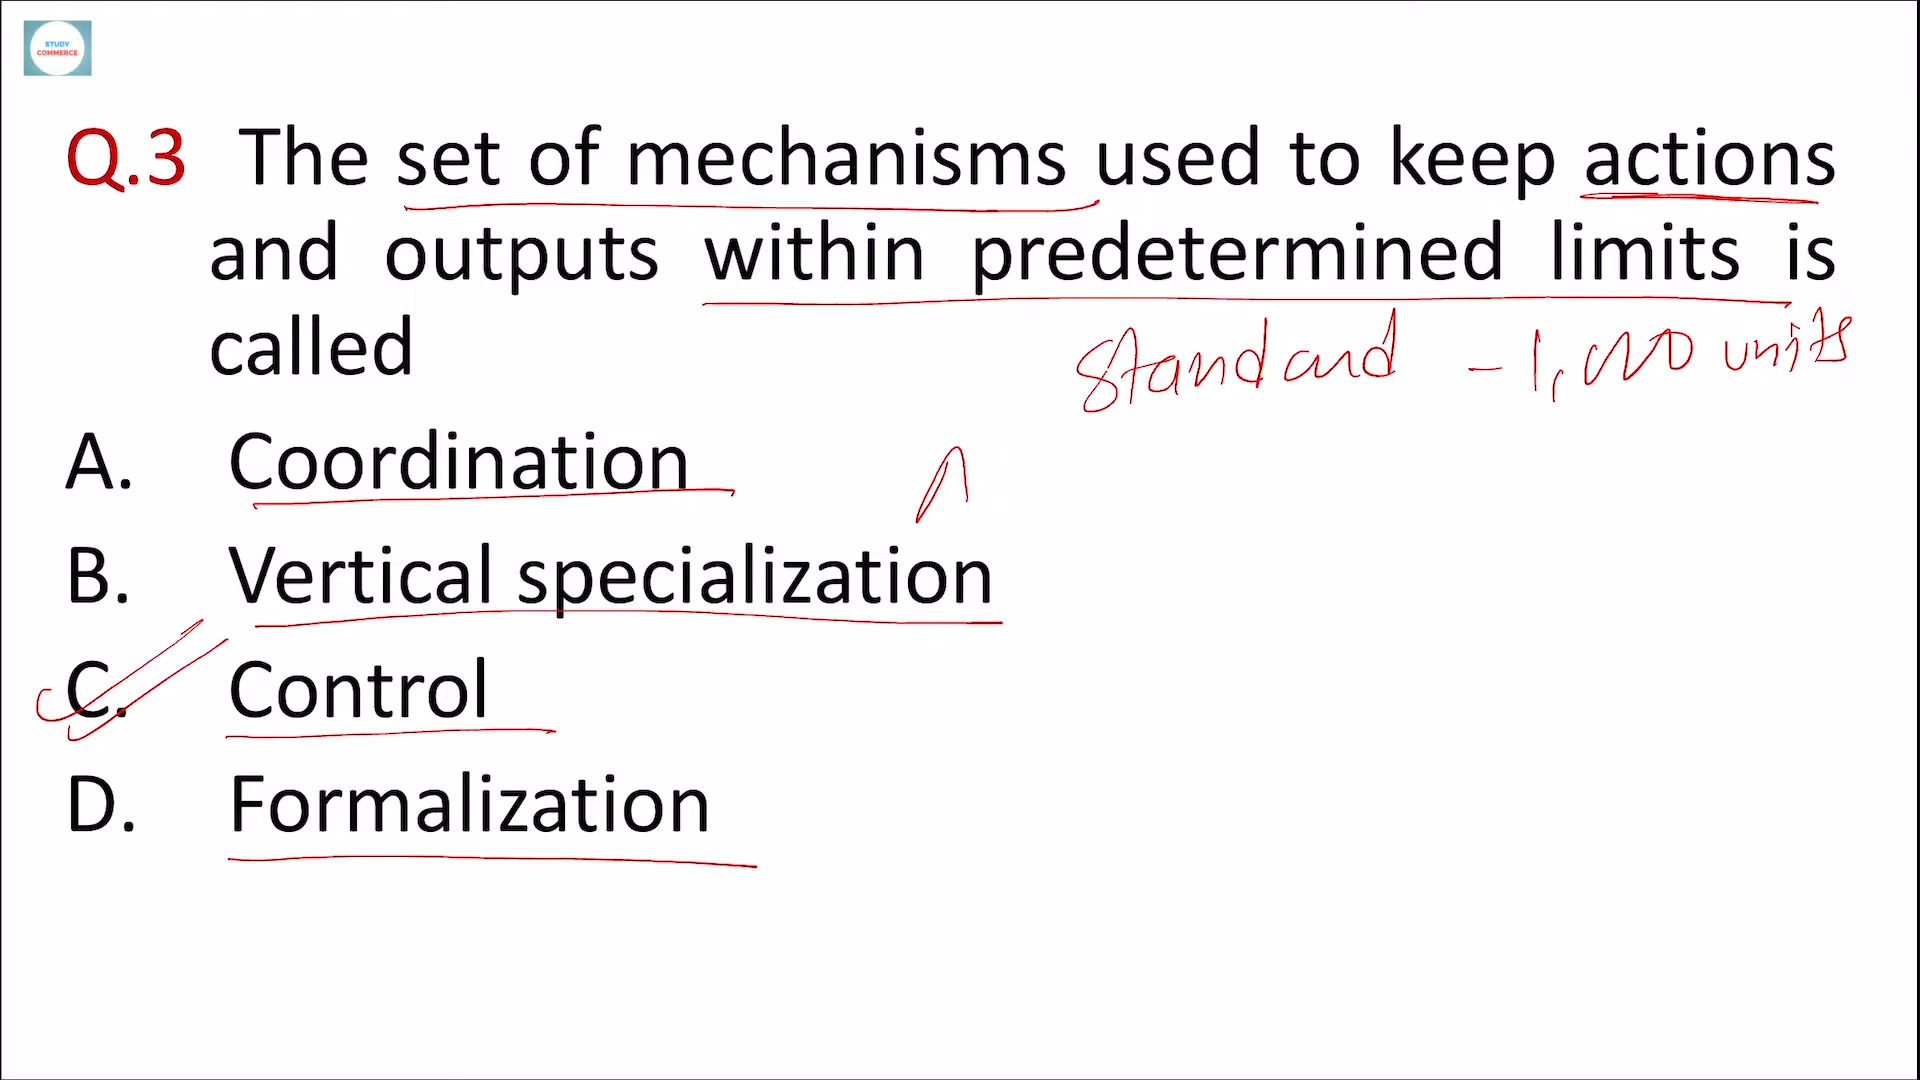 STUDY
COMMERCE
Q.3 The set of mechanisms used to keep actions
and outputs within predetermined limits is
called
Standard - 1,000 units
A. Coordination
B. Vertical specialization
C. Control
D. Formalization